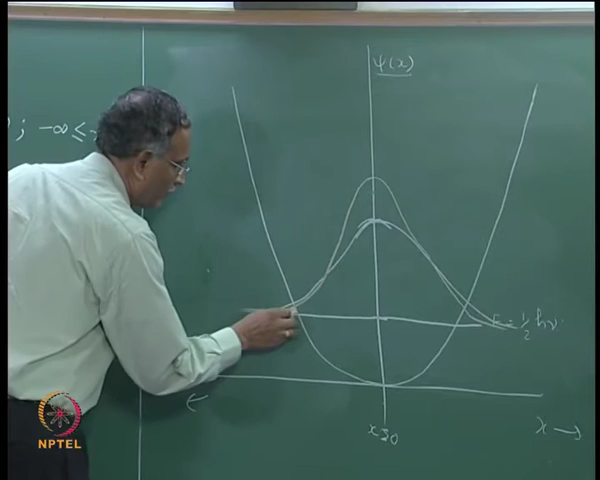 ψ(x)
; -∞ ≤
E = 1/2 hν
x=0
x →
NPTEL